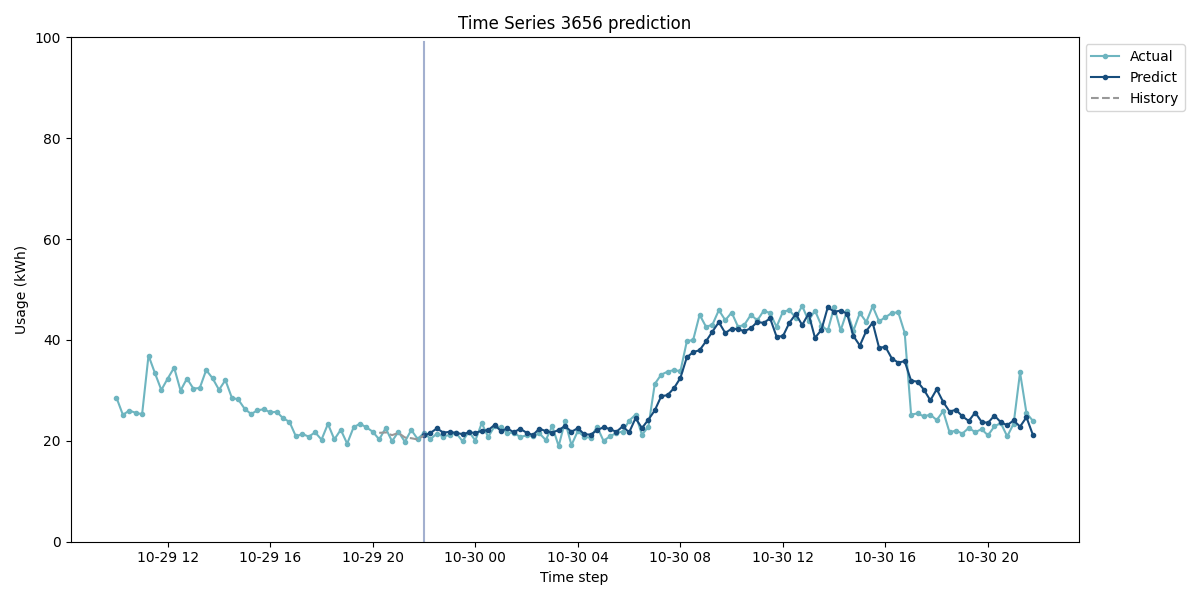 Time Series 3656 prediction
100
80
60
40
20
0
Usage (kWh)
10-29 12
10-29 16
10-29 20
10-30 00
10-30 04
10-30 08
10-30 12
10-30 16
10-30 20
Time step
Actual
Predict
History